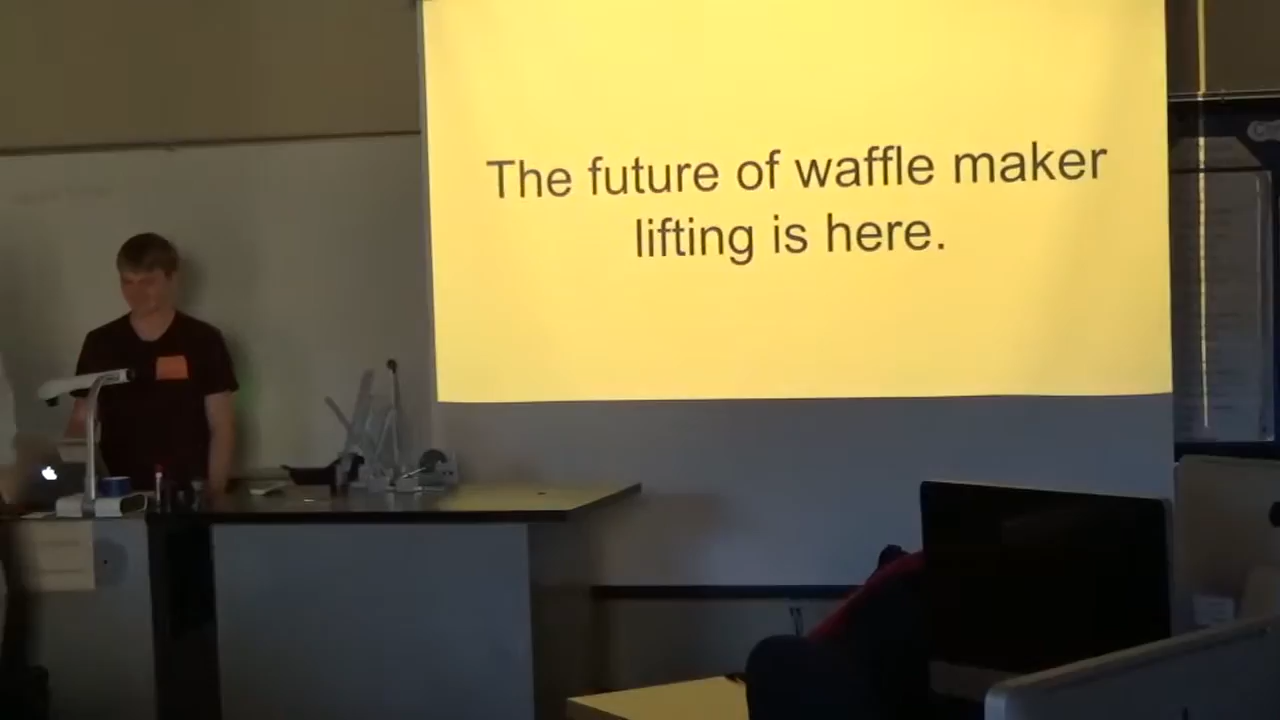 The future of waffle maker
lifting is here.